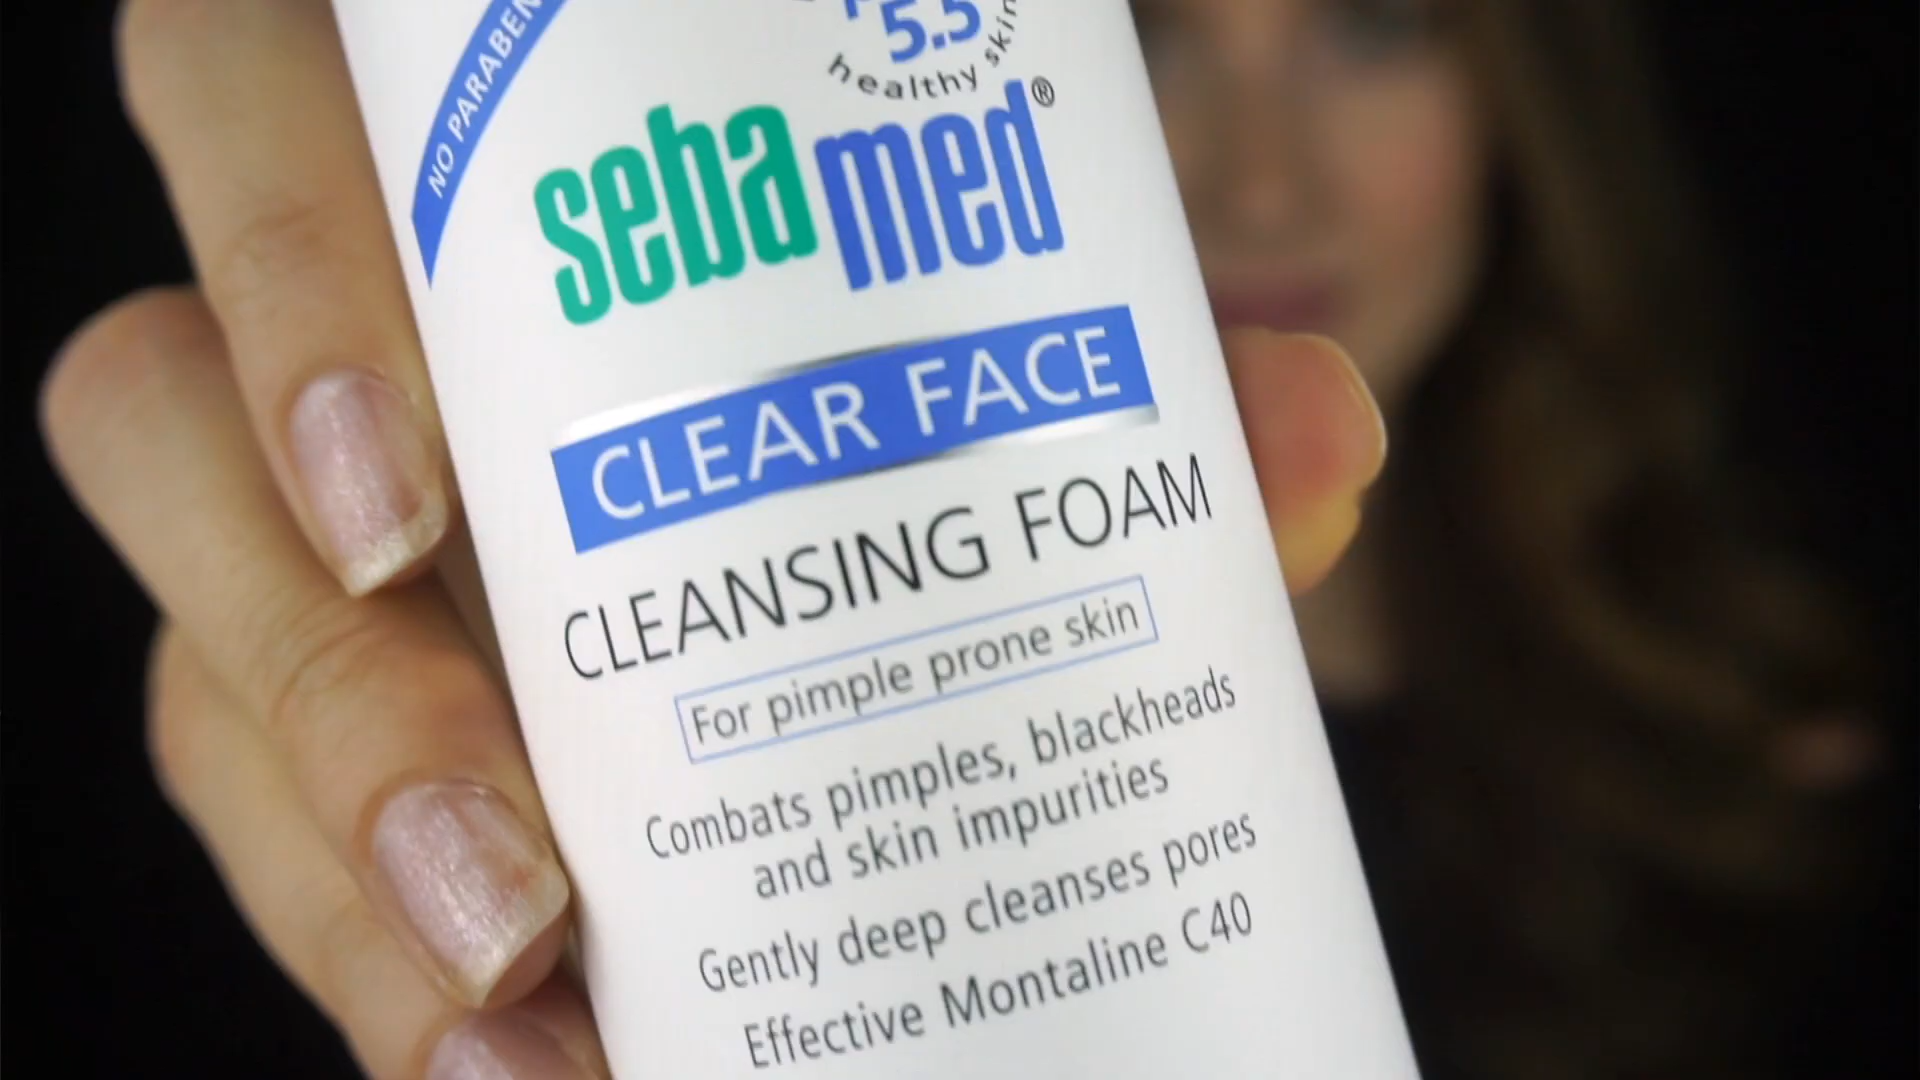 NO PARABEN
5.5
healthy skin
sebamed®
CLEAR FACE
CLEANSING FOAM
For pimple prone skin
Combats pimples, blackheads
and skin impurities
Gently deep cleanses pores
Effective Montaline C40